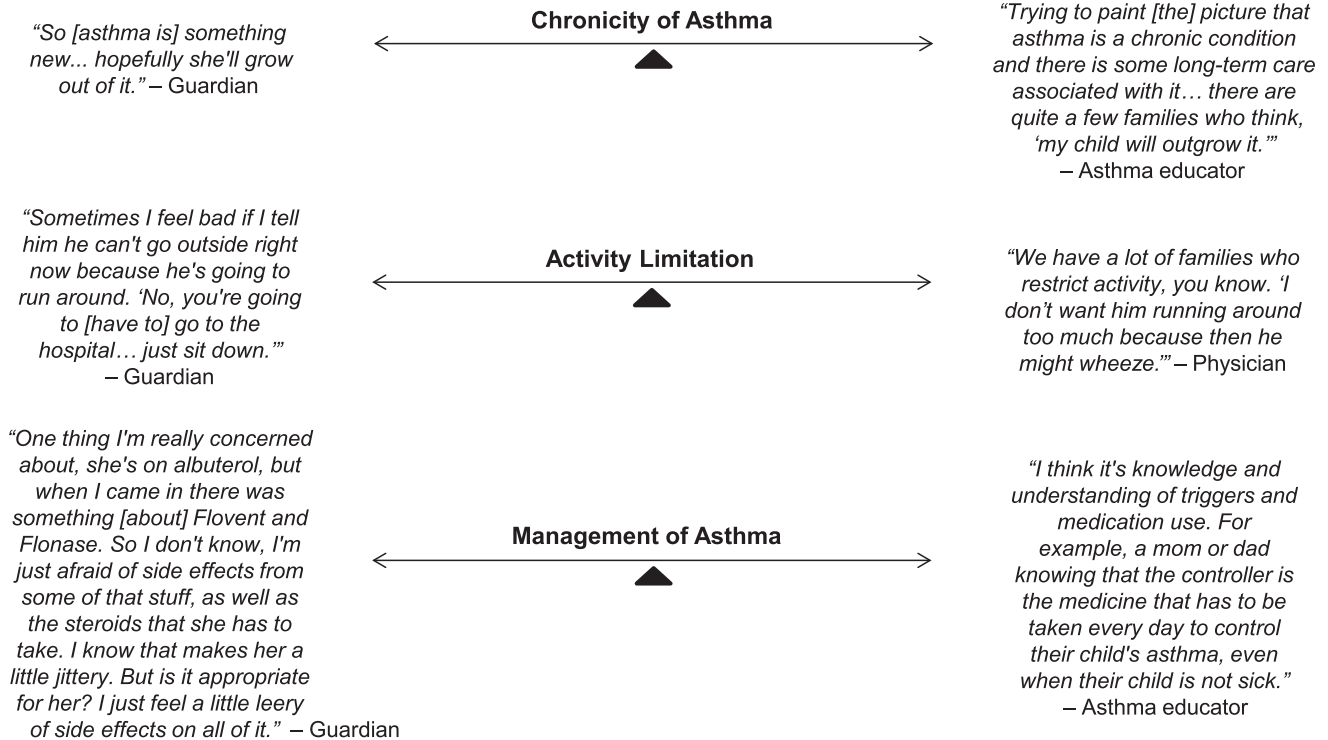 Chronicity of Asthma
“So [asthma is] something
new... hopefully she'll grow
out of it.” – Guardian
“Trying to paint [the] picture that
asthma is a chronic condition
and there is some long-term care
associated with it… there are
quite a few families who think,
‘my child will outgrow it.’”
– Asthma educator
Activity Limitation
“Sometimes I feel bad if I tell
him he can't go outside right
now because he's going to
run around. ‘No, you're going
to [have to] go to the
hospital… just sit down.’”
– Guardian
“We have a lot of families who
restrict activity, you know. ‘I
don’t want him running around
too much because then he
might wheeze.’” – Physician
Management of Asthma
“One thing I'm really concerned
about, she's on albuterol, but
when I came in there was
something [about] Flovent and
Flonase. So I don't know, I'm
just afraid of side effects from
some of that stuff, as well as
the steroids that she has to
take. I know that makes her a
little jittery. But is it appropriate
for her? I just feel a little leery
of side effects on all of it.” – Guardian
“I think it's knowledge and
understanding of triggers and
medication use. For
example, a mom or dad
knowing that the controller is
the medicine that has to be
taken every day to control
their child's asthma, even
when their child is not sick.”
– Asthma educator